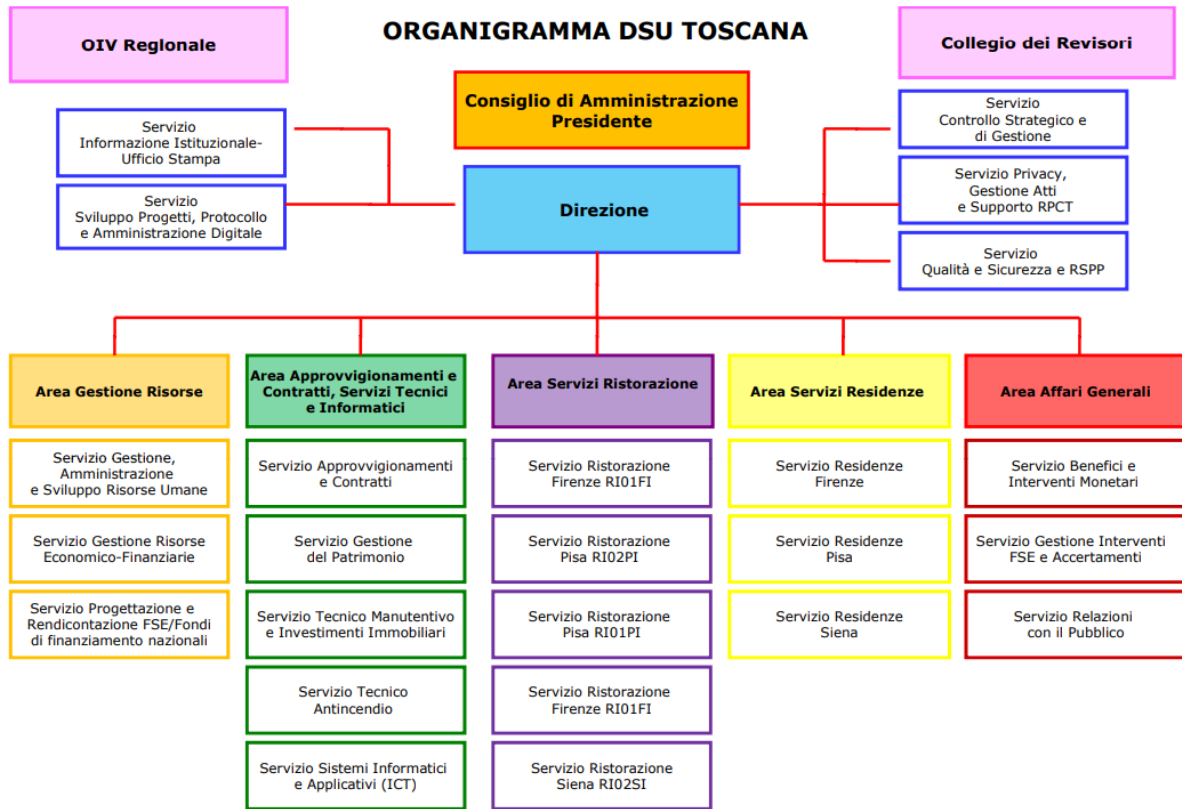 ORGANIGRAMMA DSU TOSCANA
OIV Regionale
Collegio dei Revisori
Consiglio di Amministrazione
Presidente
Servizio
Informazione Istituzionale-
Ufficio Stampa
Servizio
Sviluppo Progetti, Protocollo
e Amministrazione Digitale
Direzione
Servizio
Controllo Strategico e
di Gestione
Servizio Privacy,
Gestione Atti
e Supporto RPCT
Servizio
Qualità e Sicurezza e RSPP
Area Gestione Risorse
Servizio Gestione,
Amministrazione
e Sviluppo Risorse Umane
Servizio Gestione Risorse
Economico-Finanziarie
Servizio Progettazione e
Rendicontazione FSE/Fondi
di finanziamento nazionali
Area Approvvigionamenti e
Contratti, Servizi Tecnici
e Informatici
Servizio Approvvigionamenti
e Contratti
Servizio Gestione
del Patrimonio
Servizio Tecnico Manutentivo
e Investimenti Immobiliari
Servizio Tecnico
Antincendio
Servizio Sistemi Informatici
e Applicativi (ICT)
Area Servizi Ristorazione
Servizio Ristorazione
Firenze RI01FI
Servizio Ristorazione
Pisa RI02PI
Servizio Ristorazione
Pisa RI01PI
Servizio Ristorazione
Firenze RI01FI
Servizio Ristorazione
Siena RI02SI
Area Servizi Residenze
Servizio Residenze
Firenze
Servizio Residenze
Pisa
Servizio Residenze
Siena
Area Affari Generali
Servizio Benefici e
Interventi Monetari
Servizio Gestione Interventi
FSE e Accertamenti
Servizio Relazioni
con il Pubblico